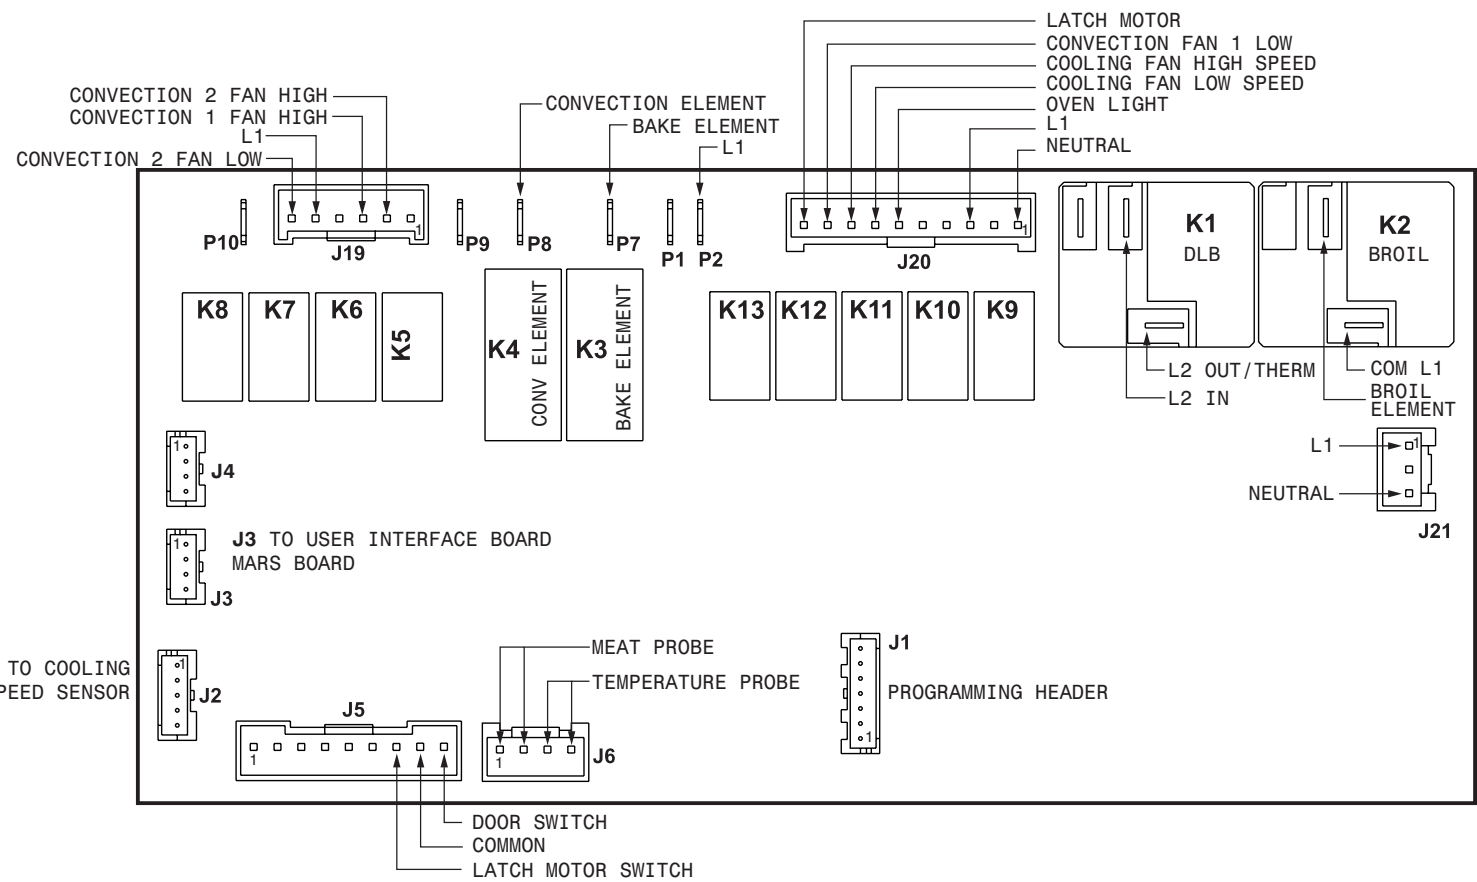 LATCH MOTOR
CONVECTION FAN 1 LOW
COOLING FAN HIGH SPEED
COOLING FAN LOW SPEED
OVEN LIGHT
L1
NEUTRAL
CONVECTION 2 FAN HIGH
CONVECTION 1 FAN HIGH
L1
CONVECTION 2 FAN LOW
CONVECTION ELEMENT
BAKE ELEMENT
L1
P10
1
J19
P9
P8
P7
P1
P2
1
J20
K1
DLB
K2
BROIL
K8
K7
K6
K5
K4
CONV ELEMENT
K3
BAKE ELEMENT
K13
K12
K11
K10
K9
L2 OUT/THERM
L2 IN
COM L1
BROIL
ELEMENT
1
J4
L1
1
NEUTRAL
J21
J3 TO USER INTERFACE BOARD
MARS BOARD
1
J3
TO COOLING
PEED SENSOR
1
J2
J5
1
MEAT PROBE
TEMPERATURE PROBE
1
J6
J1
PROGRAMMING HEADER
1
DOOR SWITCH
COMMON
LATCH MOTOR SWITCH